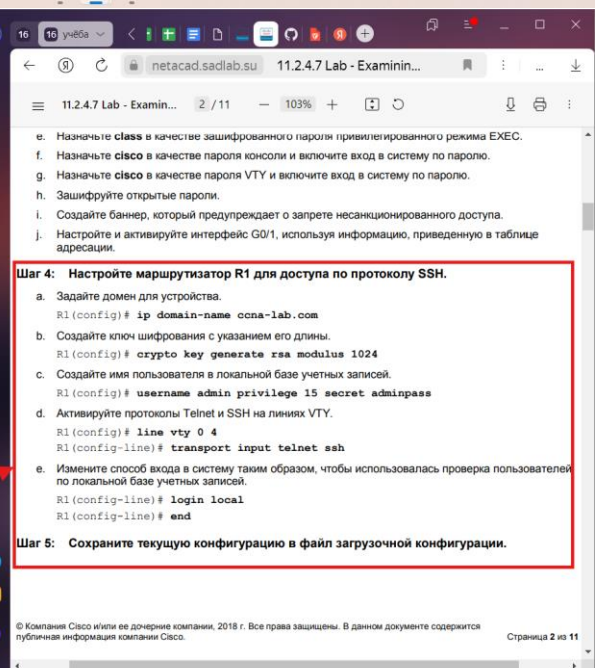 16 16 учёба
netacad.sadlab.su 11.2.4.7 Lab - Examinin...
11.2.4.7 Lab - Examin... 2 / 11 — 103% +
e. Назначьте class в качестве зашифрованного пароля привилегированного режима EXEC.
f. Назначьте cisco в качестве пароля консоли и включите вход в систему по паролю.
g. Назначьте cisco в качестве пароля VTY и включите вход в систему по паролю.
h. Зашифруйте открытые пароли.
i. Создайте баннер, который предупреждает о запрете несанкционированного доступа.
j. Настройте и активируйте интерфейс G0/1, используя информацию, приведенную в таблице
адресации.
Шаг 4: Настройте маршрутизатор R1 для доступа по протоколу SSH.
a. Задайте домен для устройства.
R1(config)# ip domain-name ccna-lab.com
b. Создайте ключ шифрования с указанием его длины.
R1(config)# crypto key generate rsa modulus 1024
c. Создайте имя пользователя в локальной базе учетных записей.
R1(config)# username admin privilege 15 secret adminpass
d. Активируйте протоколы Telnet и SSH на линиях VTY.
R1(config)# line vty 0 4
R1(config-line)# transport input telnet ssh
e. Измените способ входа в систему таким образом, чтобы использовалась проверка пользователей
по локальной базе учетных записей.
R1(config-line)# login local
R1(config-line)# end
Шаг 5: Сохраните текущую конфигурацию в файл загрузочной конфигурации.
© Компания Cisco и/или ее дочерние компании, 2018 г. Все права защищены. В данном документе содержится
публичная информация компании Cisco. Страница 2 из 11